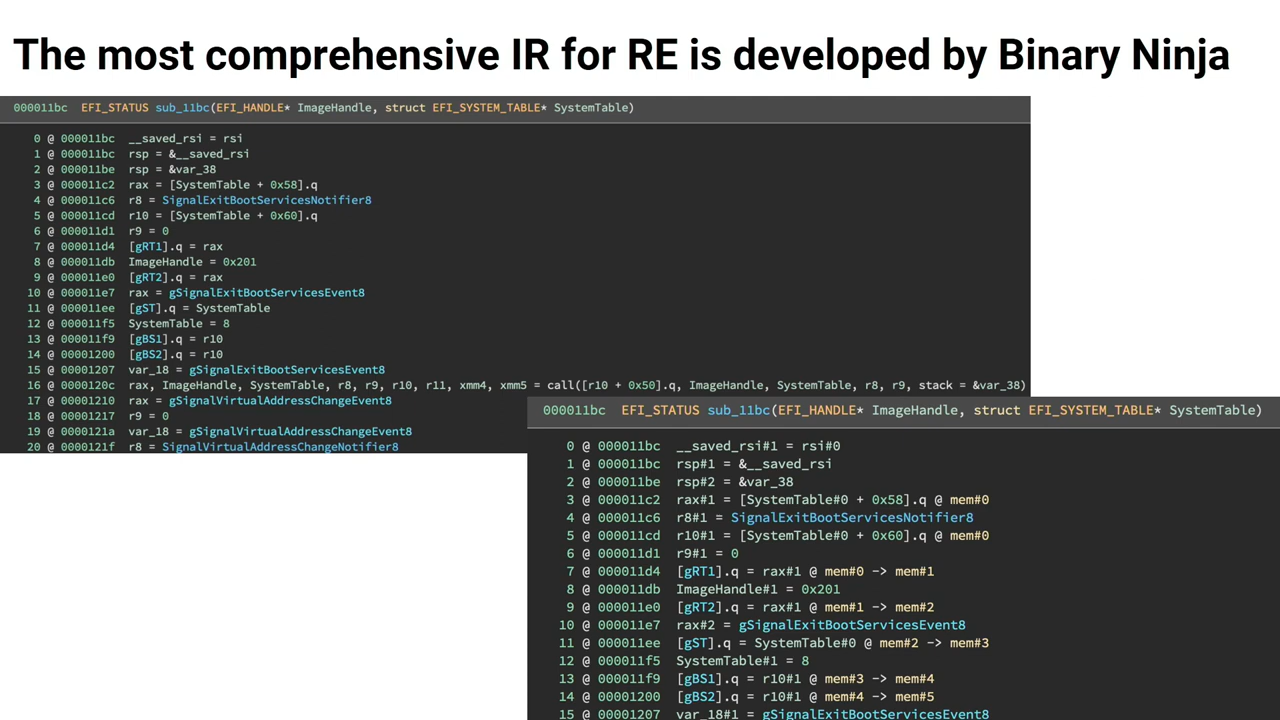 The most comprehensive IR for RE is developed by Binary Ninja
000011bc EFI_STATUS sub_11bc(EFI_HANDLE* ImageHandle, struct EFI_SYSTEM_TABLE* SystemTable)
0 @ 000011bc __saved_rsi = rsi
1 @ 000011bc rsp = &__saved_rsi
2 @ 000011be rsp = &var_38
3 @ 000011c2 rax = [SystemTable + 0x58].q
4 @ 000011c6 r8 = SignalExitBootServicesNotifier8
5 @ 000011cd r10 = [SystemTable + 0x60].q
6 @ 000011d1 r9 = 0
7 @ 000011d4 [gRT1].q = rax
8 @ 000011db ImageHandle = 0x201
9 @ 000011e0 [gRT2].q = rax
10 @ 000011e7 rax = gSignalExitBootServicesEvent8
11 @ 000011ee [gST].q = SystemTable
12 @ 000011f5 SystemTable = 8
13 @ 000011f9 [gBS1].q = r10
14 @ 00001200 [gBS2].q = r10
15 @ 00001207 var_18 = gSignalExitBootServicesEvent8
16 @ 0000120c rax, ImageHandle, SystemTable, r8, r9, r10, r11, xmm4, xmm5 = call([r10 + 0x50].q, ImageHandle, SystemTable, r8, r9, stack = &var_38)
17 @ 00001210 rax = gSignalVirtualAddressChangeEvent8
18 @ 00001217 r9 = 0
19 @ 0000121a var_18 = gSignalVirtualAddressChangeEvent8
20 @ 0000121f r8 = SignalVirtualAddressChangeNotifier8
000011bc EFI_STATUS sub_11bc(EFI_HANDLE* ImageHandle, struct EFI_SYSTEM_TABLE* SystemTable)
0 @ 000011bc __saved_rsi#1 = rsi#0
1 @ 000011bc rsp#1 = &__saved_rsi
2 @ 000011be rsp#2 = &var_38
3 @ 000011c2 rax#1 = [SystemTable#0 + 0x58].q @ mem#0
4 @ 000011c6 r8#1 = SignalExitBootServicesNotifier8
5 @ 000011cd r10#1 = [SystemTable#0 + 0x60].q @ mem#0
6 @ 000011d1 r9#1 = 0
7 @ 000011d4 [gRT1].q = rax#1 @ mem#0 -> mem#1
8 @ 000011db ImageHandle#1 = 0x201
9 @ 000011e0 [gRT2].q = rax#1 @ mem#1 -> mem#2
10 @ 000011e7 rax#2 = gSignalExitBootServicesEvent8
11 @ 000011ee [gST].q = SystemTable#0 @ mem#2 -> mem#3
12 @ 000011f5 SystemTable#1 = 8
13 @ 000011f9 [gBS1].q = r10#1 @ mem#3 -> mem#4
14 @ 00001200 [gBS2].q = r10#1 @ mem#4 -> mem#5
15 @ 00001207 var_18#1 = gSignalExitBootServicesEvent8